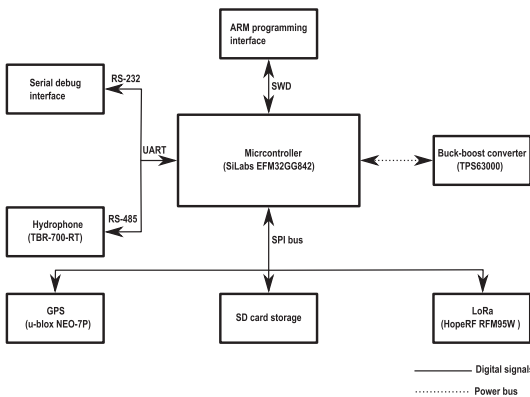 ARM programming
interface
SWD
RS-232
Serial debug
interface
UART
Micrcontroller
(SiLabs EFM32GG842)
Buck-boost converter
(TPS63000)
RS-485
Hydrophone
(TBR-700-RT)
SPI bus
GPS
(u-blox NEO-7P)
SD card storage
LoRa
(HopeRF RFM95W )
Digital signals
Power bus